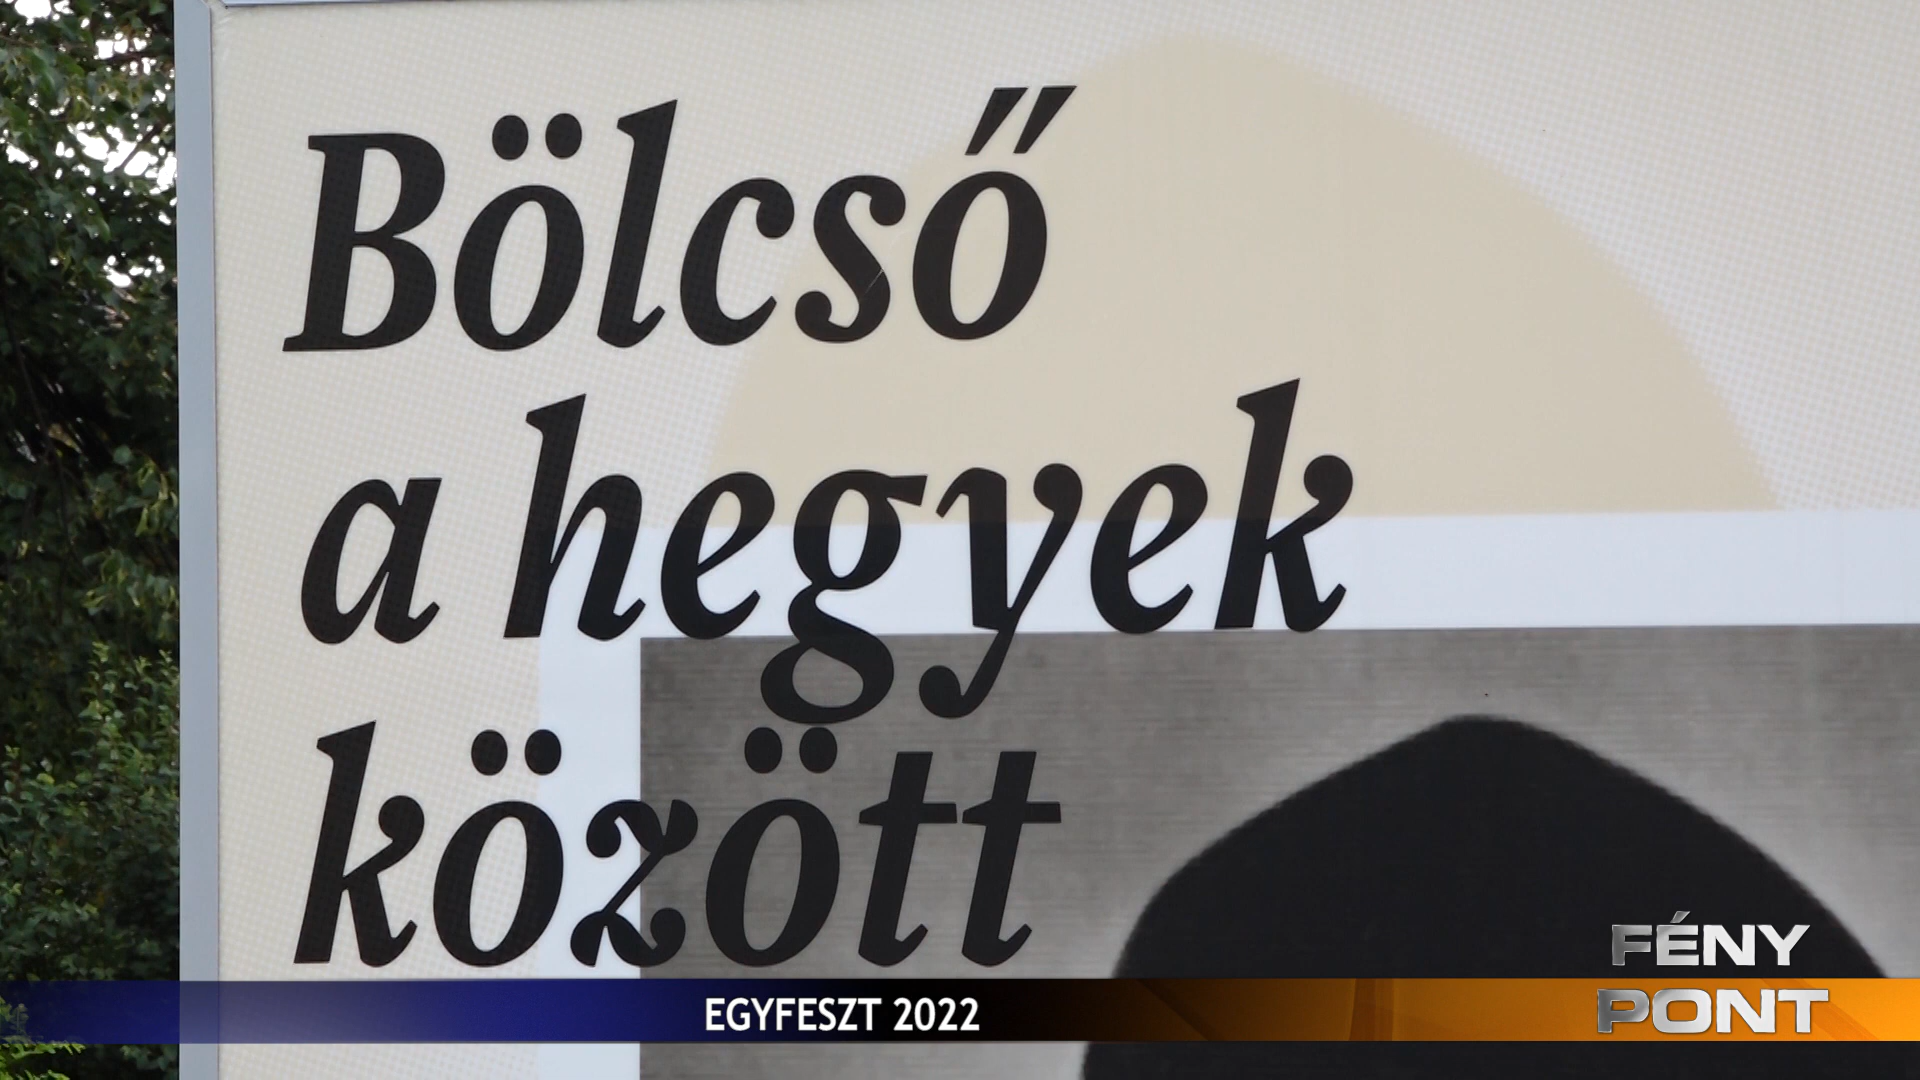 Bölcső
a hegyek
között
EGYFESZT 2022
FÉNY
PONT